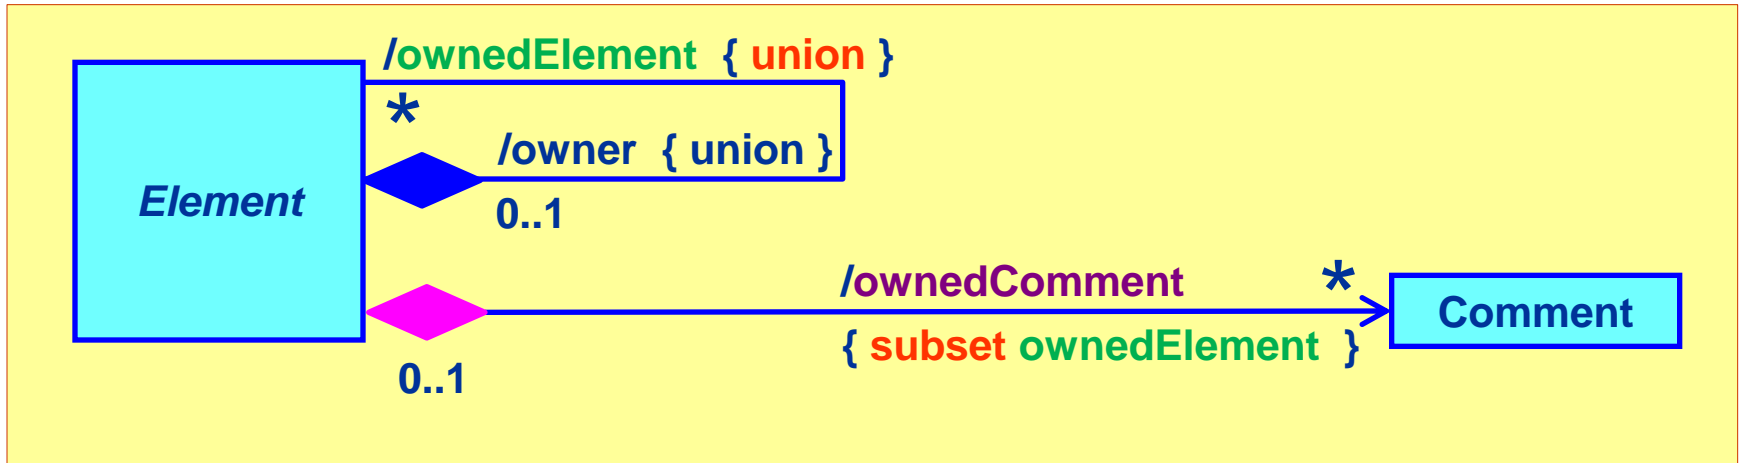 /ownedElement { union }
*
/owner { union }
Element
0..1
/ownedComment *
Comment
{ subset ownedElement }
0..1